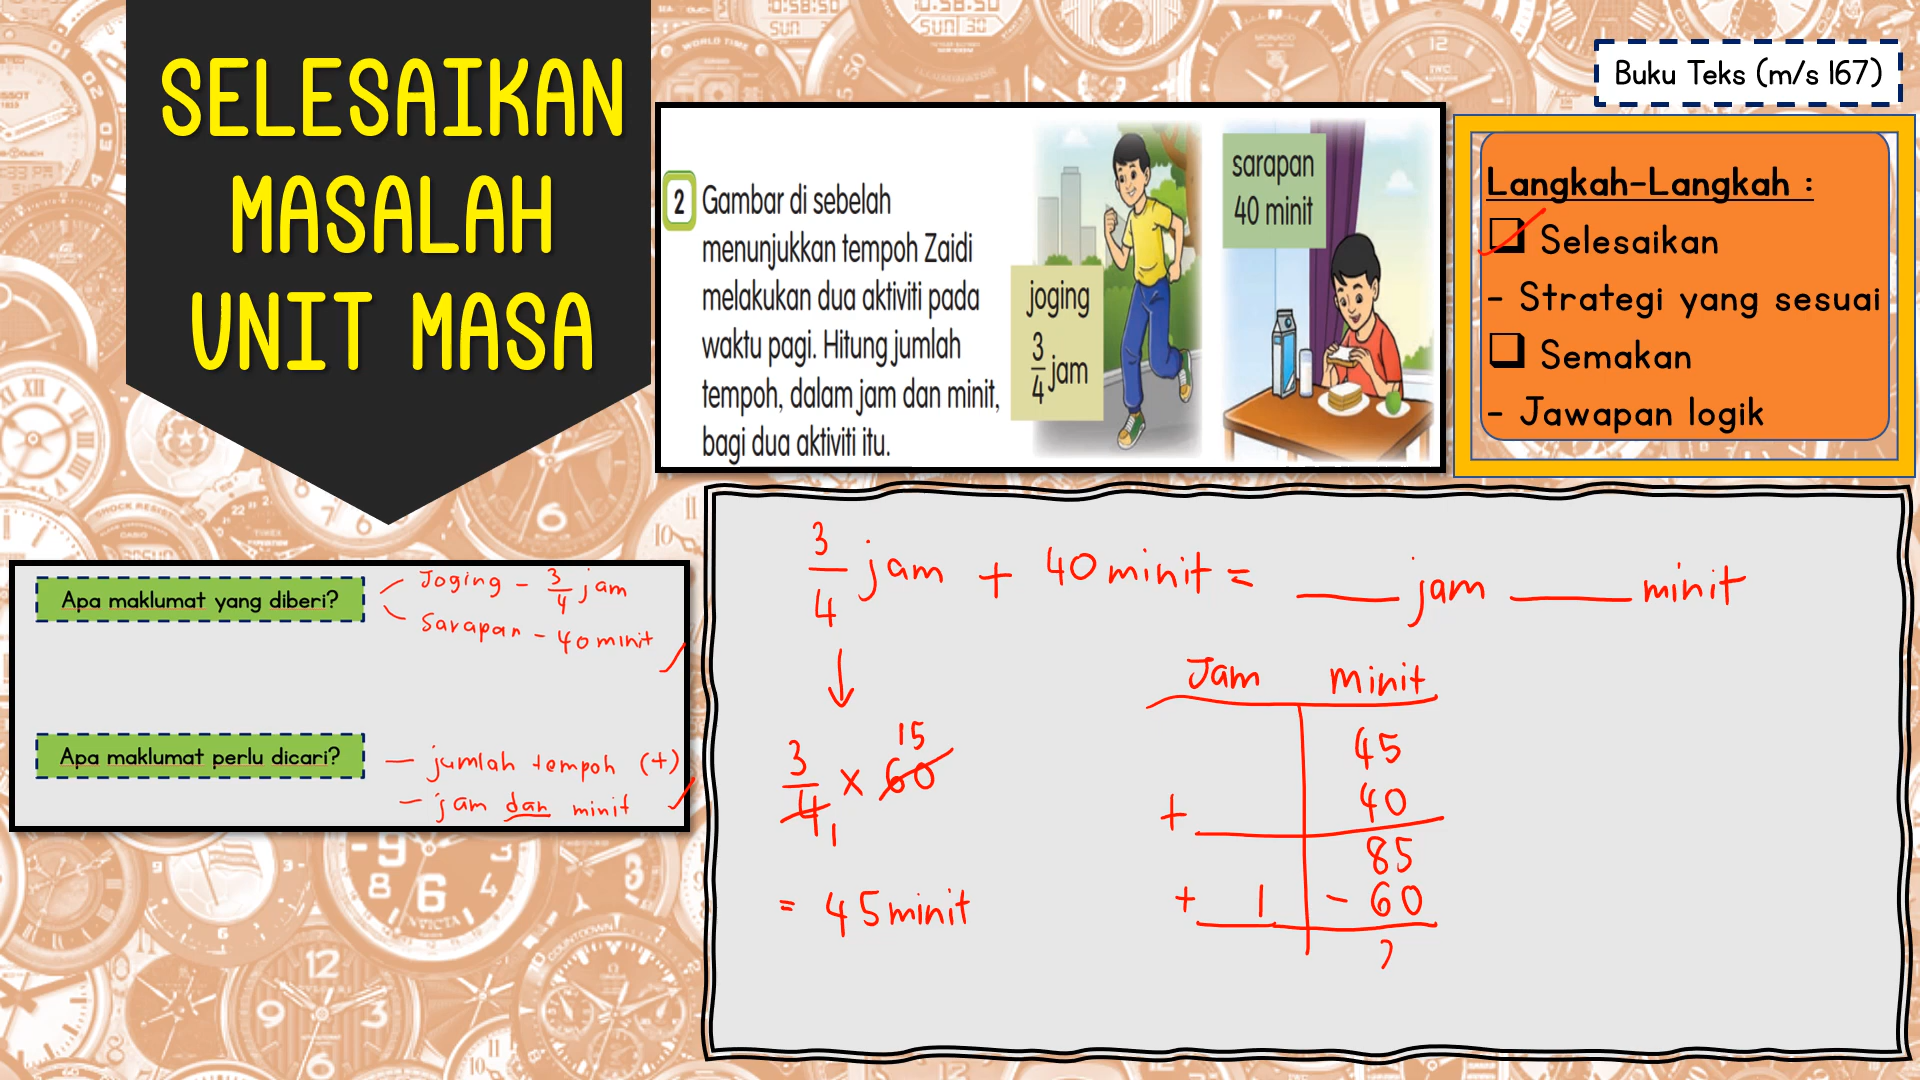 SELESAIKAN
MASALAH
UNIT MASA
Buku Teks (m/s 167)
2 Gambar di sebelah
menunjukkan tempoh Zaidi
melakukan dua aktiviti pada
waktu pagi. Hitung jumlah
tempoh, dalam jam dan minit,
bagi dua aktiviti itu.
joging
3/4 jam
sarapan
40 minit
Langkah-Langkah :
Selesaikan
- Strategi yang sesuai
Semakan
- Jawapan logik
Apa maklumat yang diberi?
Joging - 3/4 jam
Sarapan - 40 minit
Apa maklumat perlu dicari?
- jumlah tempoh (+)
- jam dan minit
3/4 jam + 40 minit = ____ jam ____ minit
15
3/4 x 60
1
= 45 minit
Jam minit
45
+ 40
85
+ 1 - 60